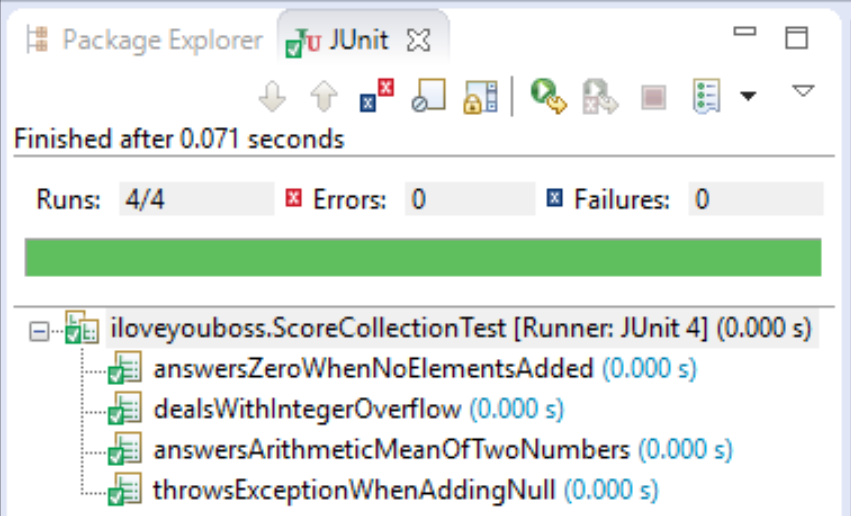 Package Explorer JUnit
Finished after 0.071 seconds
Runs: 4/4 Errors: 0 Failures: 0
iloveyouboss.ScoreCollectionTest [Runner: JUnit 4] (0.000 s)
answersZeroWhenNoElementsAdded (0.000 s)
dealsWithIntegerOverflow (0.000 s)
answersArithmeticMeanOfTwoNumbers (0.000 s)
throwsExceptionWhenAddingNull (0.000 s)